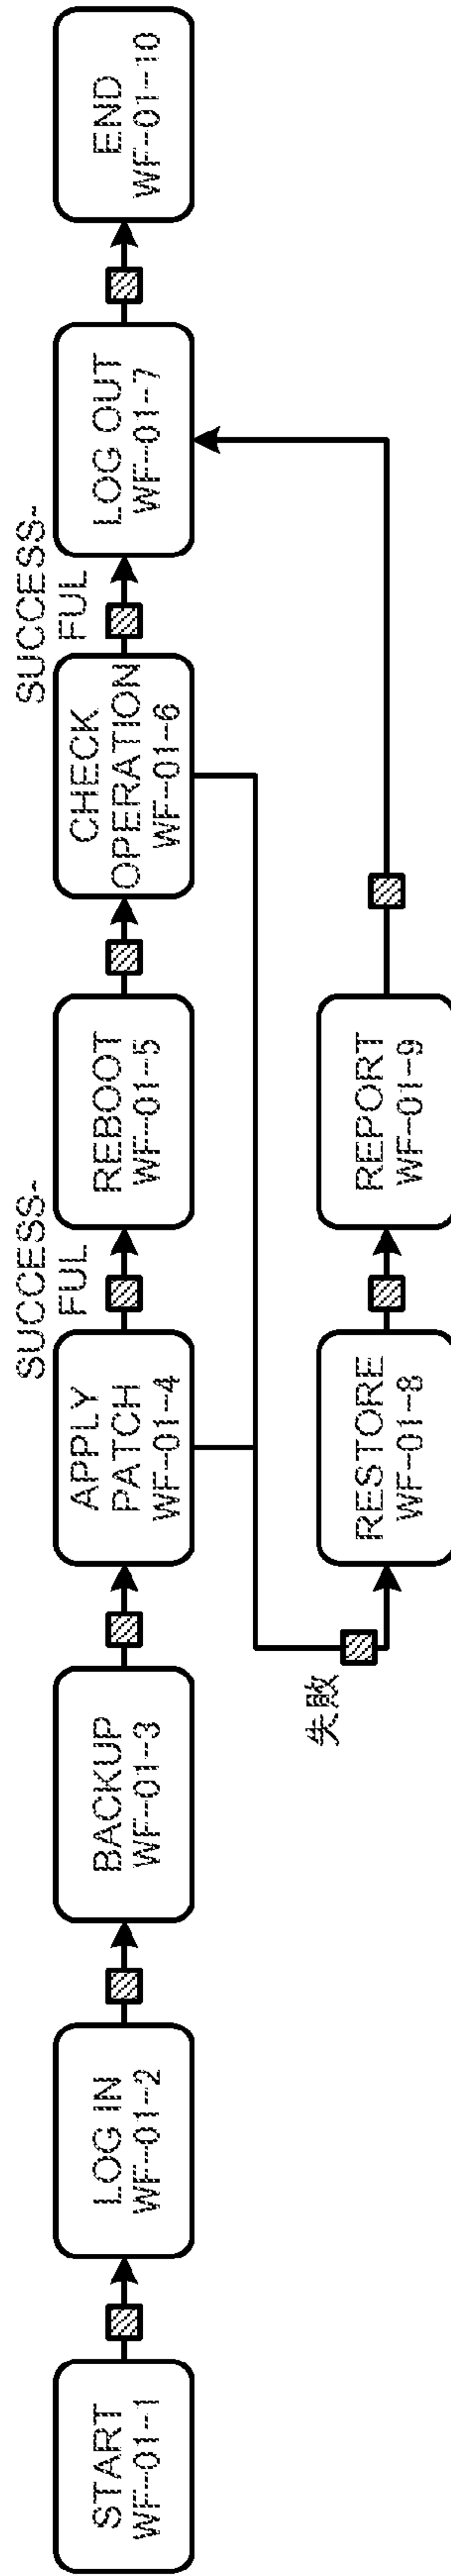 START
WF-01-1
LOG IN
WF-01-2
BACKUP
WF-01-3
APPLY
PATCH
WF-01-4
SUCCESS-
FUL
REBOOT
WF-01-5
CHECK
OPERATION
WF-01-6
SUCCESS-
FUL
LOG OUT
WF-01-7
END
WF-01-10
失敗
RESTORE
WF-01-8
REPORT
WF-01-9